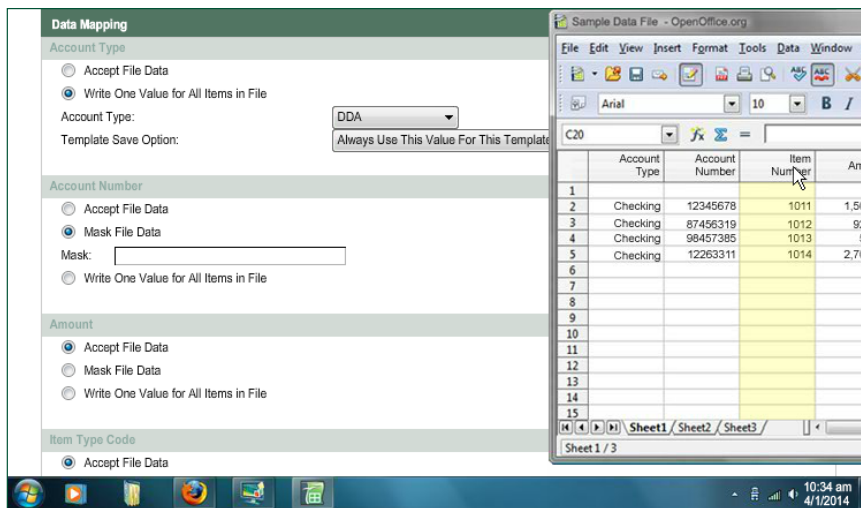 Data Mapping
Account Type
Accept File Data
Write One Value for All Items in File
Account Type: DDA
Template Save Option: Always Use This Value For This Template
Account Number
Accept File Data
Mask File Data
Mask:
Write One Value for All Items in File
Amount
Accept File Data
Mask File Data
Write One Value for All Items in File
Item Type Code
Accept File Data
Sample Data File - OpenOffice.org
File Edit View Insert Format Tools Data Window
ABC ABC
Arial 10 B I
C20 fx Σ =
Account Type Account Number Item Number
1
2 Checking 12345678 1011
3 Checking 87456319 1012
4 Checking 98457385 1013
5 Checking 12263311 1014
6
7
8
9
10
11
12
13
14
15
Sheet1 Sheet2 Sheet3
Sheet 1 / 3
10:34 am
4/1/2014